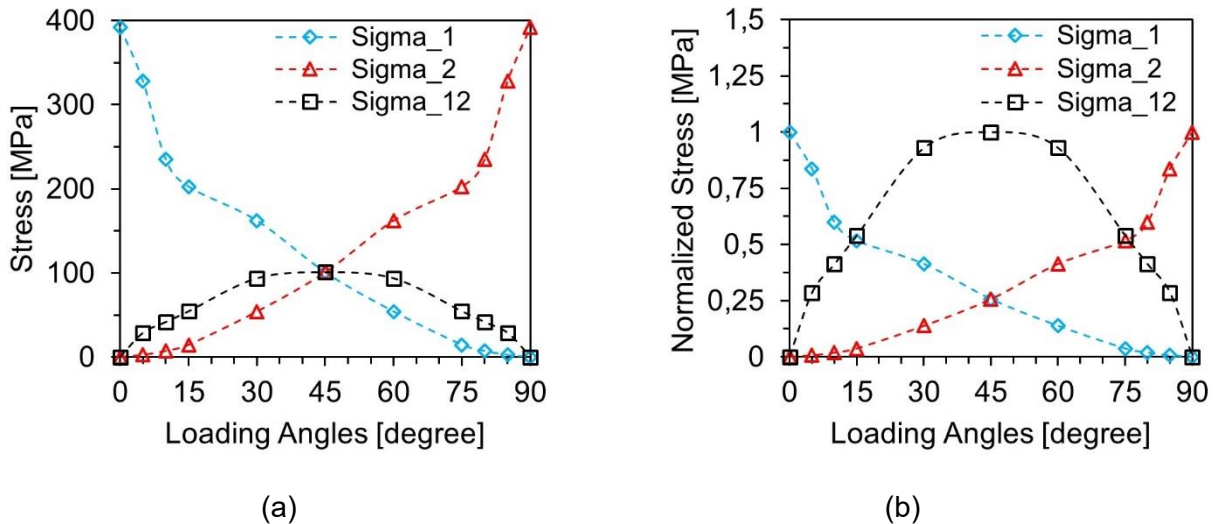 400
300
200
100
0
Stress [MPa]
Sigma_1
Sigma_2
Sigma_12
0 15 30 45 60 75 90
Loading Angles [degree]
(a)
1,5
1,25
1
0,75
0,5
0,25
0
Normalized Stress [MPa]
Sigma_1
Sigma_2
Sigma_12
0 15 30 45 60 75 90
Loading Angles [degree]
(b)